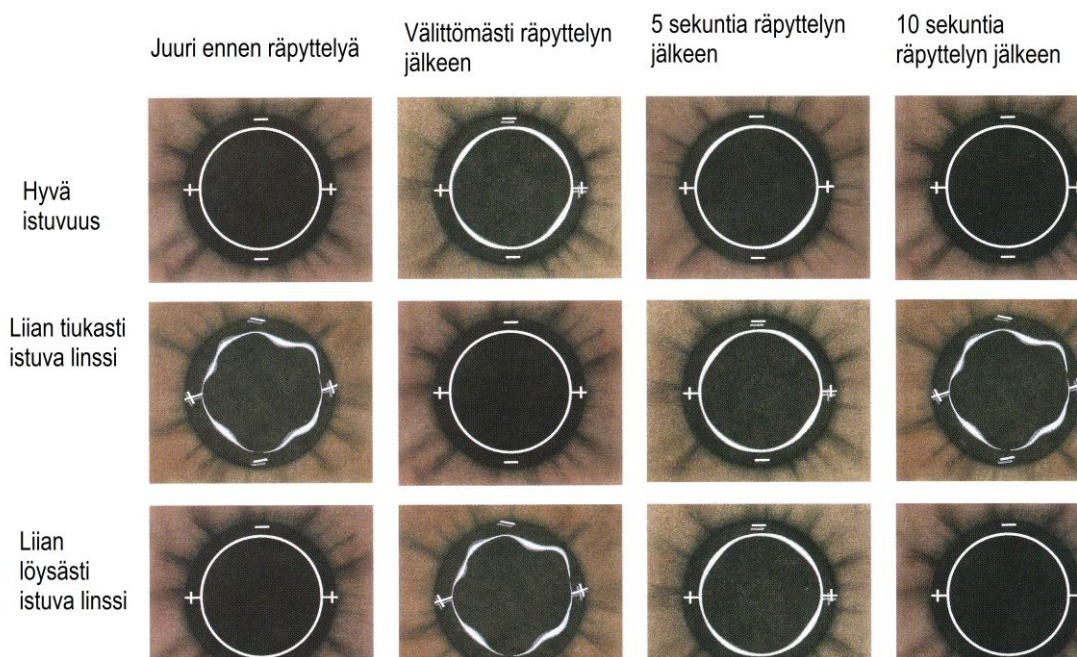 Juuri ennen räpyttelyä
Välittömästi räpyttelyn
jälkeen
5 sekuntia räpyttelyn
jälkeen
10 sekuntia
räpyttelyn jälkeen
Hyvä
istuvuus
Liian tiukasti
istuva linssi
Liian
löysästi
istuva linssi